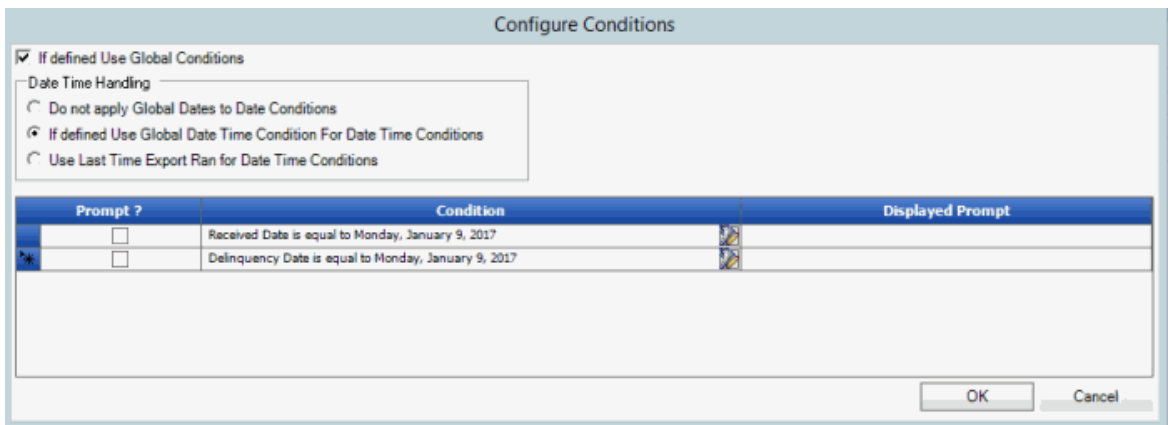 Configure Conditions
If defined Use Global Conditions
Date Time Handling
Do not apply Global Dates to Date Conditions
If defined Use Global Date Time Condition For Date Time Conditions
Use Last Time Export Ran for Date Time Conditions
Prompt ? Condition Displayed Prompt
Received Date is equal to Monday, January 9, 2017
Delinquency Date is equal to Monday, January 9, 2017
OK Cancel